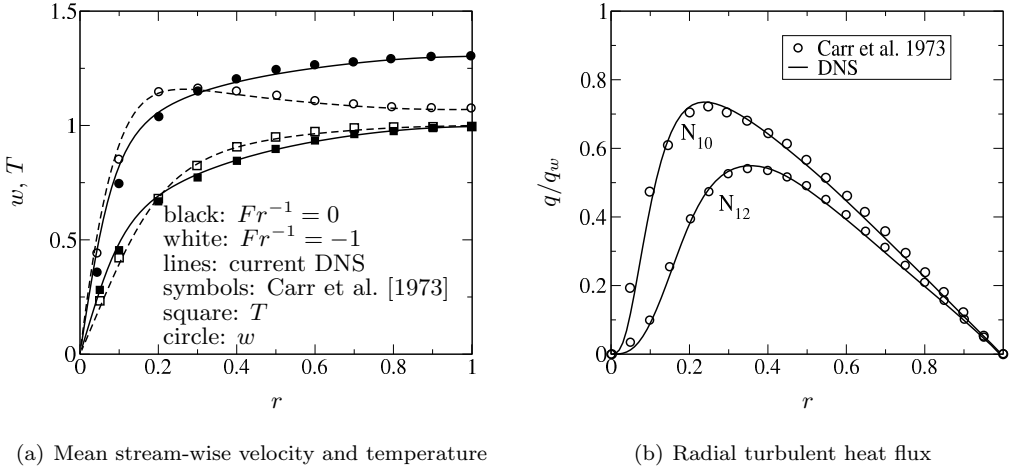 1.5
1
0.5
0
w, T
black: Fr⁻¹ = 0
white: Fr⁻¹ = −1
lines: current DNS
symbols: Carr et al. [1973]
square: T
circle: w
0 0.2 0.4 0.6 0.8 1
r
(a) Mean stream-wise velocity and temperature
1
0.8
0.6
0.4
0.2
0
q/q_w
Carr et al. 1973
DNS
N₁₀
N₁₂
0 0.2 0.4 0.6 0.8 1
r
(b) Radial turbulent heat flux